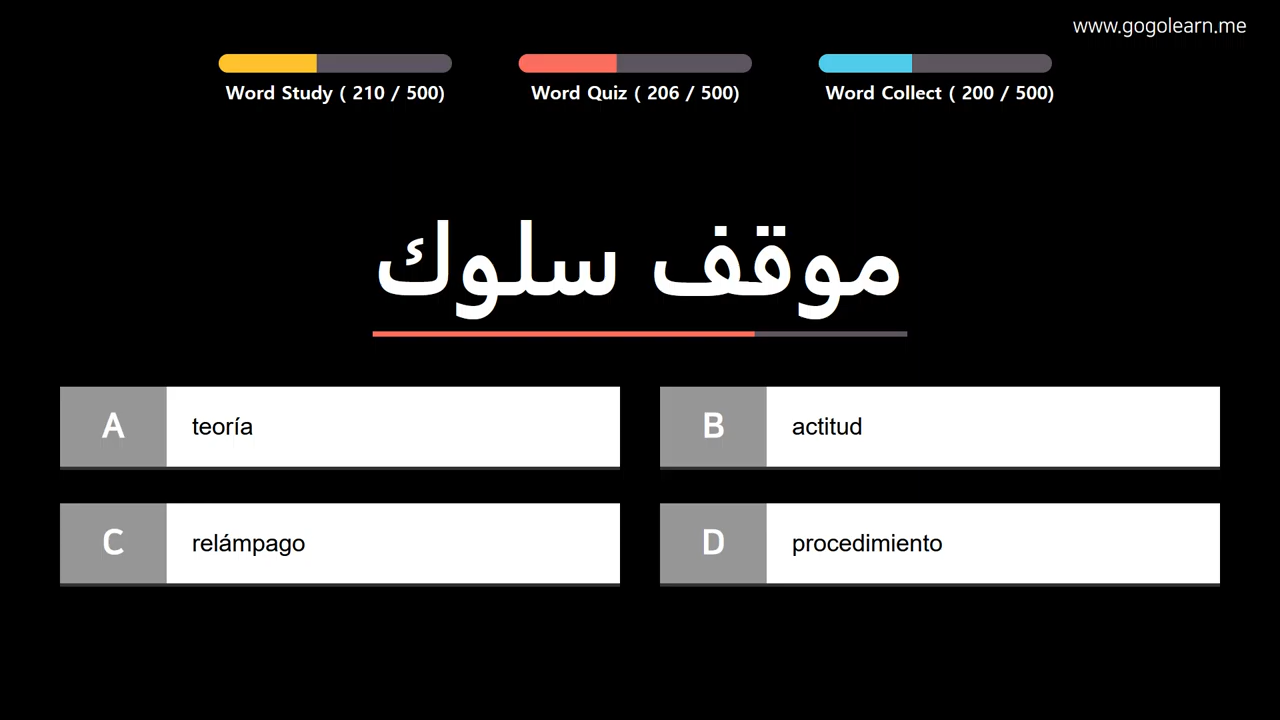 www.gogolearn.me
Word Study ( 210 / 500)
Word Quiz ( 206 / 500)
Word Collect ( 200 / 500)
موقف سلوك
A teoría
B actitud
C relámpago
D procedimiento